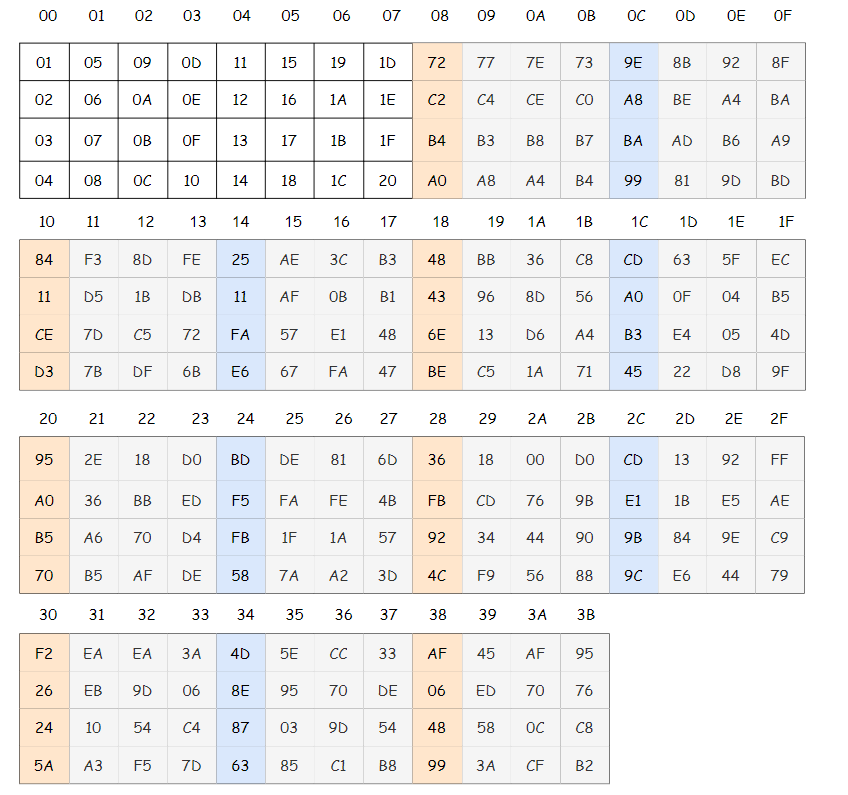 00 01 02 03 04 05 06 07 08 09 0A 0B 0C 0D 0E 0F
01 05 09 0D 11 15 19 1D 72 77 7E 73 9E 8B 92 8F
02 06 0A 0E 12 16 1A 1E C2 C4 CE C0 A8 BE A4 BA
03 07 0B 0F 13 17 1B 1F B4 B3 B8 B7 BA AD B6 A9
04 08 0C 10 14 18 1C 20 A0 A8 A4 B4 99 81 9D BD
10 11 12 13 14 15 16 17 18 19 1A 1B 1C 1D 1E 1F
84 F3 8D FE 25 AE 3C B3 48 BB 36 C8 CD 63 5F EC
11 D5 1B DB 11 AF 0B B1 43 96 8D 56 A0 0F 04 B5
CE 7D C5 72 FA 57 E1 48 6E 13 D6 A4 B3 E4 05 4D
D3 7B DF 6B E6 67 FA 47 BE C5 1A 71 45 22 D8 9F
20 21 22 23 24 25 26 27 28 29 2A 2B 2C 2D 2E 2F
95 2E 18 D0 BD DE 81 6D 36 18 00 D0 CD 13 92 FF
A0 36 BB ED F5 FA FE 4B FB CD 76 9B E1 1B E5 AE
B5 A6 70 D4 FB 1F 1A 57 92 34 44 90 9B 84 9E C9
70 B5 AF DE 58 7A A2 3D 4C F9 56 88 9C E6 44 79
30 31 32 33 34 35 36 37 38 39 3A 3B
F2 EA EA 3A 4D 5E CC 33 AF 45 AF 95
26 EB 9D 06 8E 95 70 DE 06 ED 70 76
24 10 54 C4 87 03 9D 54 48 58 0C C8
5A A3 F5 7D 63 85 C1 B8 99 3A CF B2